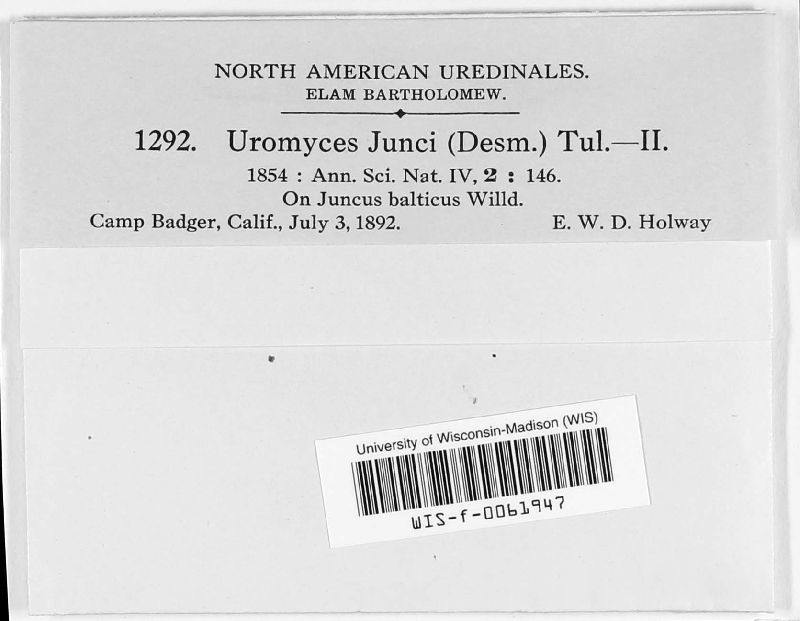 NORTH AMERICAN UREDINALES.
ELAM BARTHOLOMEW.
1292. Uromyces Junci (Desm.) Tul.—II.
1854 : Ann. Sci. Nat. IV, 2 : 146.
On Juncus balticus Willd.
Camp Badger, Calif., July 3, 1892. E. W. D. Holway
University of Wisconsin-Madison (WIS)
WIS-f-0061947